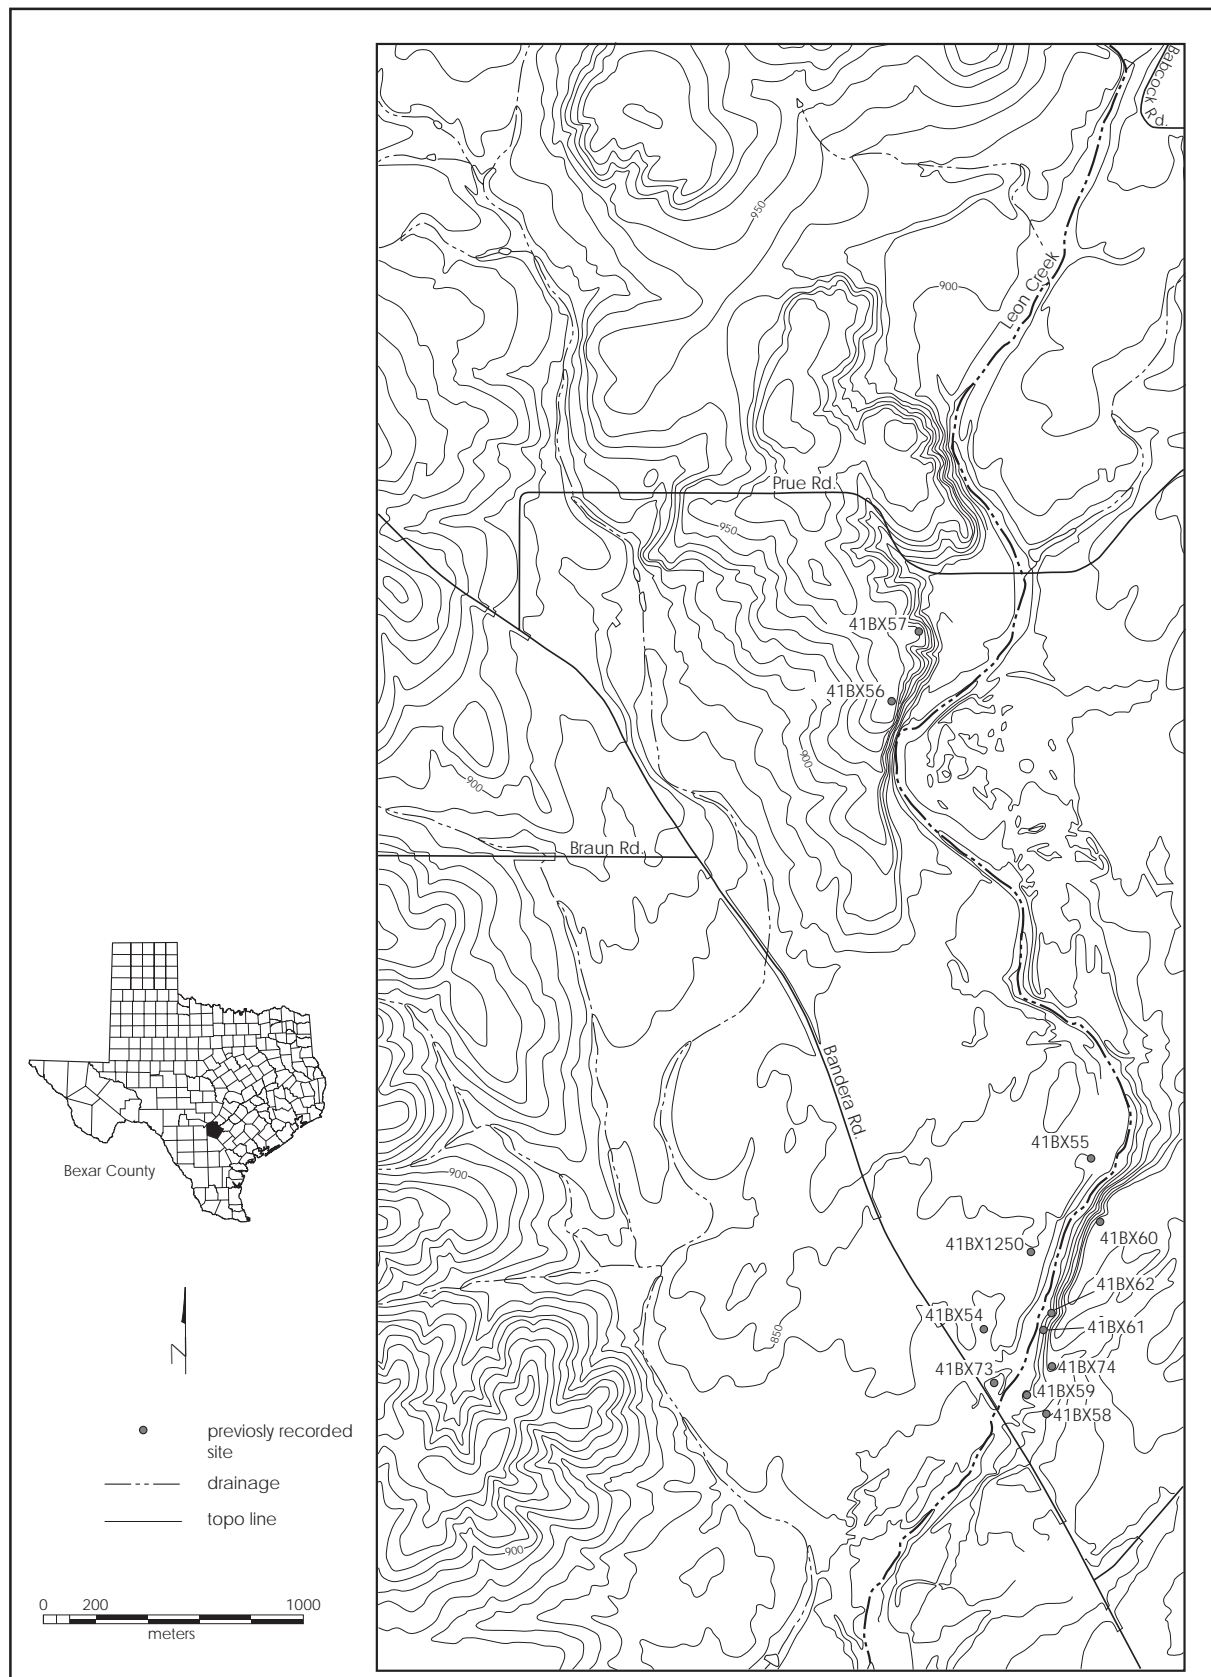 Babcock Rd.
950
Leon Creek
900
Prue Rd.
950
41BX57
41BX56
900
900
Braun Rd.
Bandera Rd.
41BX55
Bexar County
900
41BX60
41BX1250
41BX62
41BX54
41BX61
850
41BX74
41BX73
41BX59
41BX58
N
previosly recorded
site
drainage
topo line
900
0 200 1000
meters